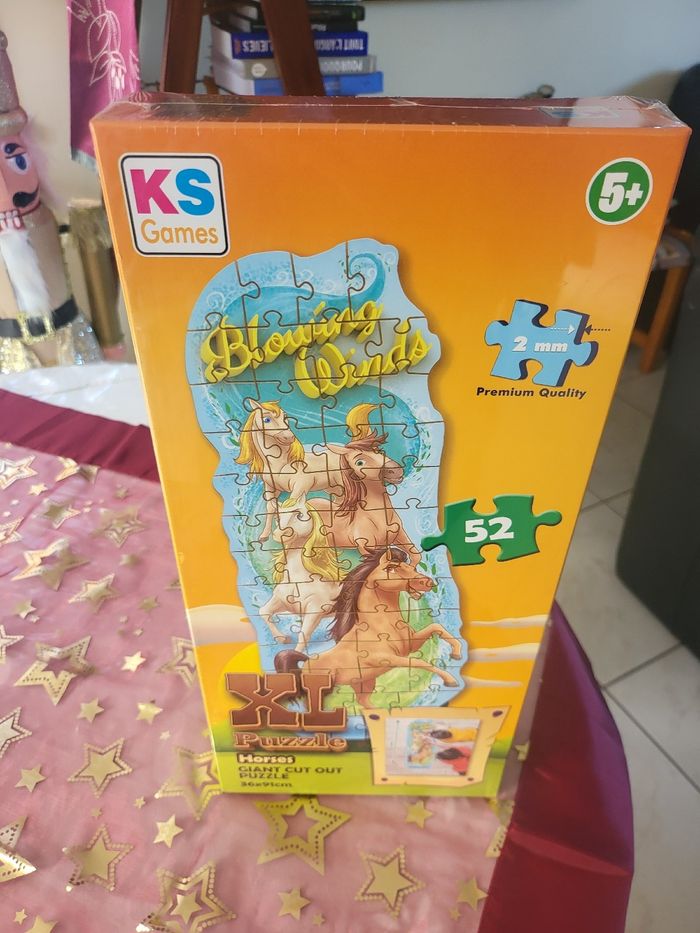 KS
Games
5+
Blowing
Winds
2 mm
Premium Quality
52
XL
Puzzle
Horses
GIANT CUT OUT
PUZZLE
36x91cm